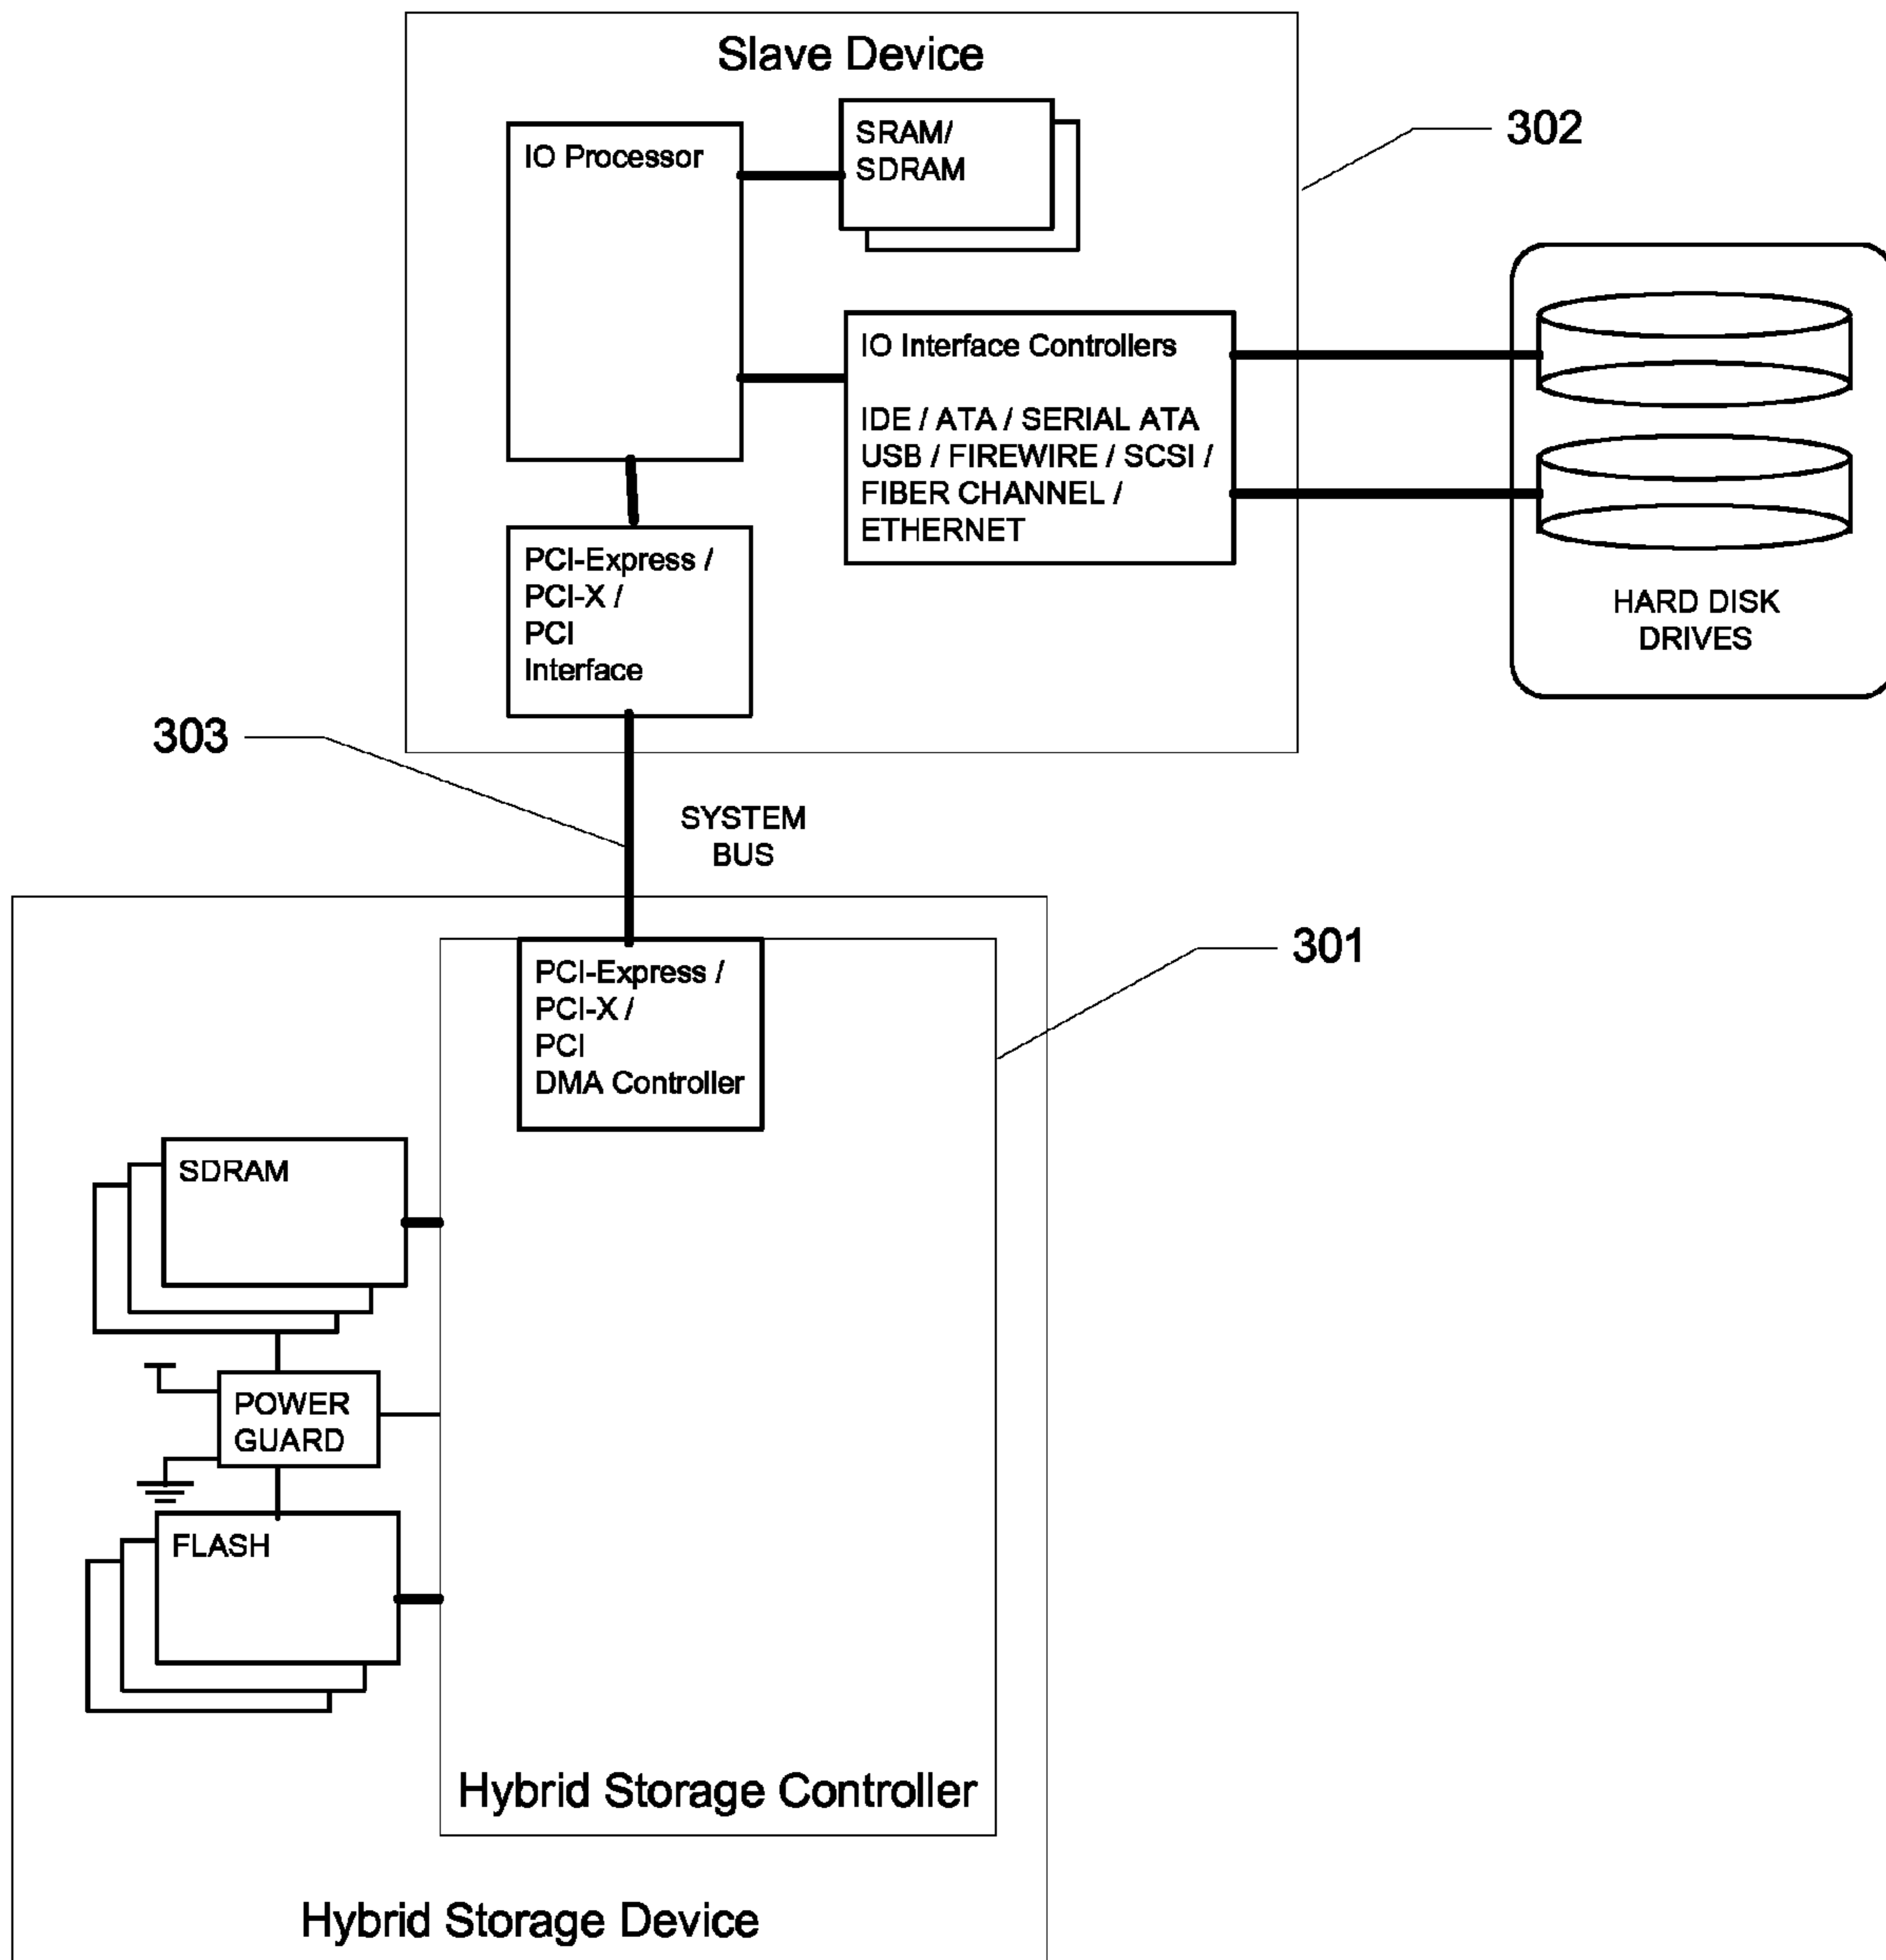 Slave Device
IO Processor
SRAM/
SDRAM
302
IO Interface Controllers
IDE / ATA / SERIAL ATA
USB / FIREWIRE / SCSI /
FIBER CHANNEL /
ETHERNET
HARD DISK
DRIVES
PCI-Express /
PCI-X /
PCI
Interface
303
SYSTEM
BUS
301
PCI-Express /
PCI-X /
PCI
DMA Controller
SDRAM
POWER
GUARD
FLASH
Hybrid Storage Controller
Hybrid Storage Device